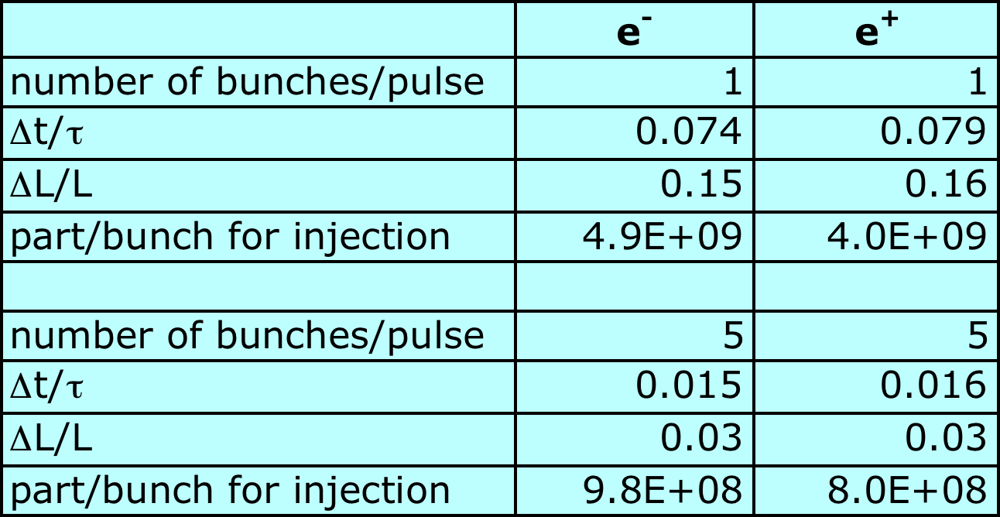 e⁻ e⁺
number of bunches/pulse 1 1
Δt/τ 0.074 0.079
ΔL/L 0.15 0.16
part/bunch for injection 4.9E+09 4.0E+09
number of bunches/pulse 5 5
Δt/τ 0.015 0.016
ΔL/L 0.03 0.03
part/bunch for injection 9.8E+08 8.0E+08